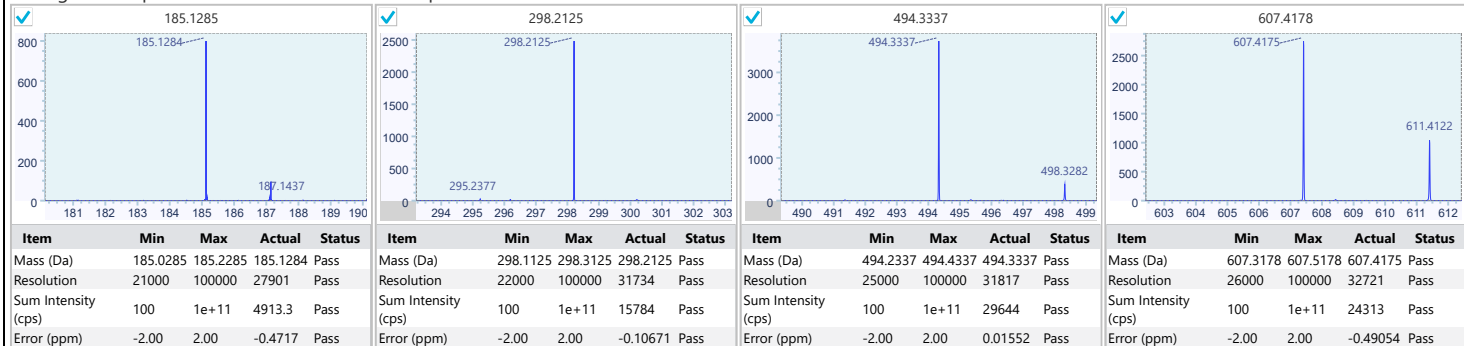 185.1285
298.2125
494.3337
607.4178
185.1284
298.2125
494.3337
607.4175
187.1437
295.2377
498.3282
611.4122
800
600
400
200
0
2500
2000
1500
1000
500
0
3000
2000
1000
0
2500
2000
1500
1000
500
0
181 182 183 184 185 186 187 188 189 190
294 295 296 297 298 299 300 301 302 303
490 491 492 493 494 495 496 497 498 499
603 604 605 606 607 608 609 610 611 612
Item Min Max Actual Status
Mass (Da) 185.0285 185.2285 185.1284 Pass
Resolution 21000 100000 27901 Pass
Sum Intensity (cps) 100 1e+11 4913.3 Pass
Error (ppm) -2.00 2.00 -0.4717 Pass
Item Min Max Actual Status
Mass (Da) 298.1125 298.3125 298.2125 Pass
Resolution 22000 100000 31734 Pass
Sum Intensity (cps) 100 1e+11 15784 Pass
Error (ppm) -2.00 2.00 -0.10671 Pass
Item Min Max Actual Status
Mass (Da) 494.2337 494.4337 494.3337 Pass
Resolution 25000 100000 31817 Pass
Sum Intensity (cps) 100 1e+11 29644 Pass
Error (ppm) -2.00 2.00 0.01552 Pass
Item Min Max Actual Status
Mass (Da) 607.3178 607.5178 607.4175 Pass
Resolution 26000 100000 32721 Pass
Sum Intensity (cps) 100 1e+11 24313 Pass
Error (ppm) -2.00 2.00 -0.49054 Pass